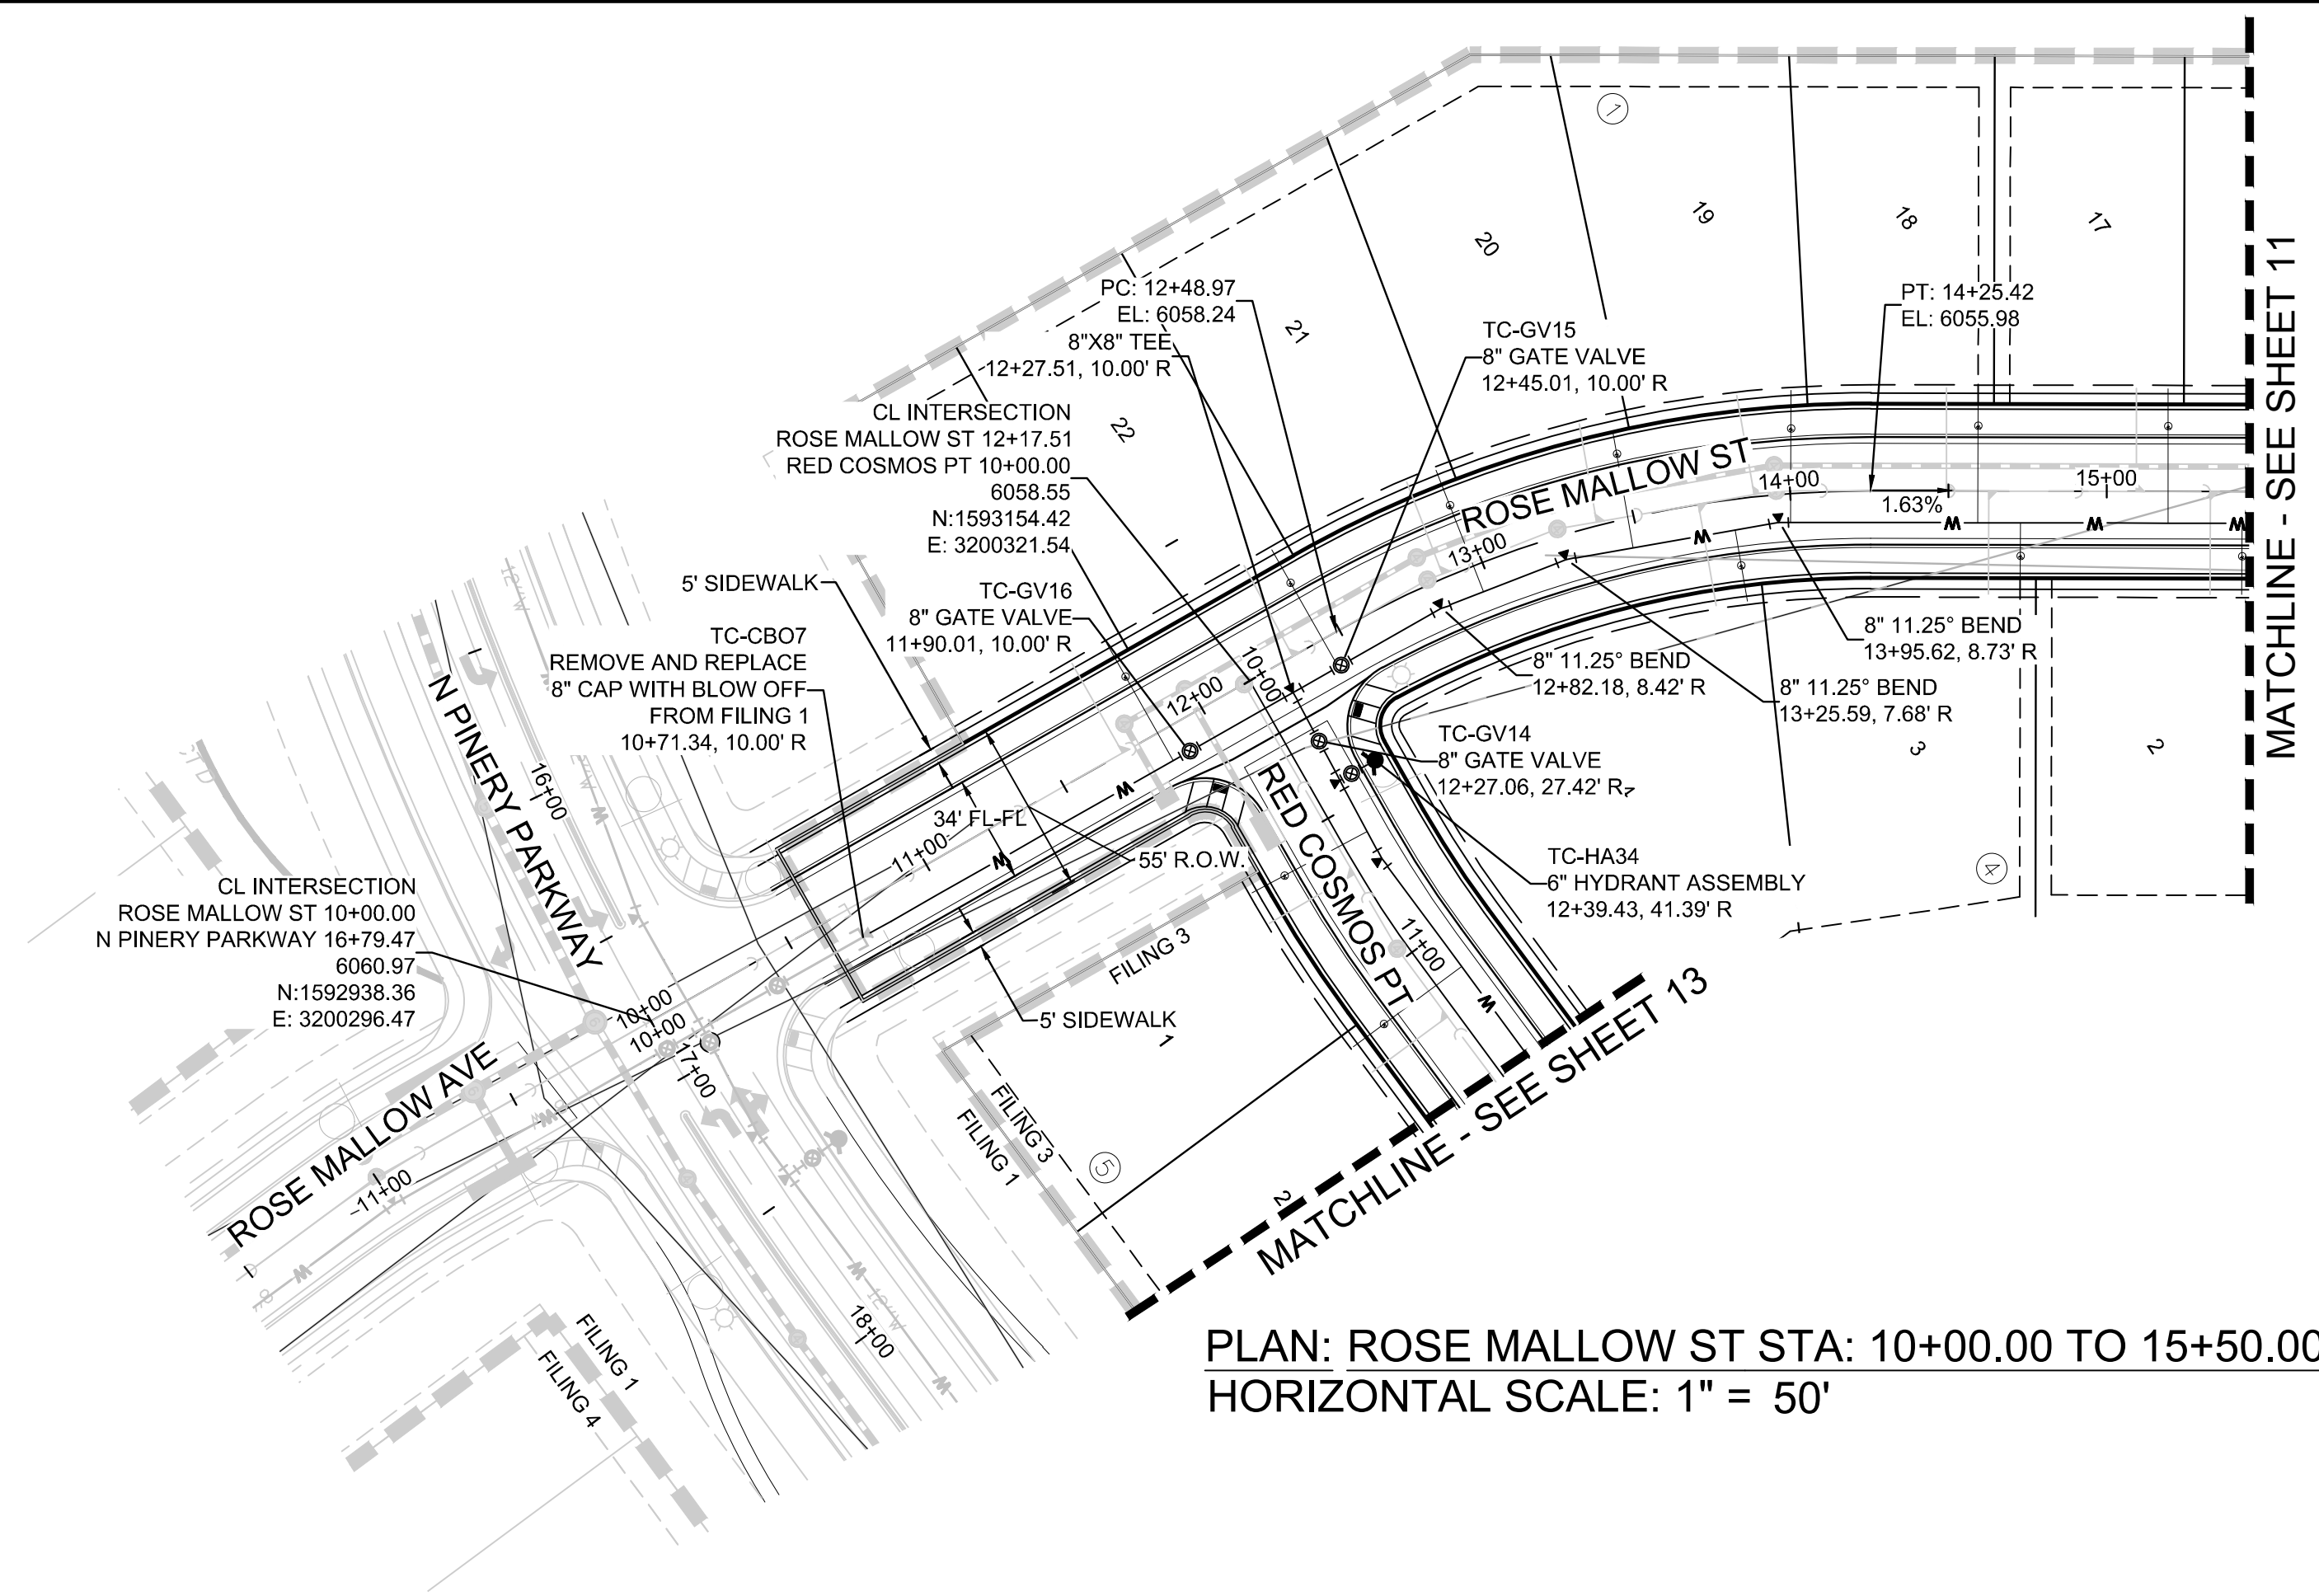 1
19
18
17
20
21
22
PC: 12+48.97
EL: 6058.24
8"X8" TEE
12+27.51, 10.00' R
PT: 14+25.42
EL: 6055.98
TC-GV15
8" GATE VALVE
12+45.01, 10.00' R
CL INTERSECTION
ROSE MALLOW ST 12+17.51
RED COSMOS PT 10+00.00
6058.55
N:1593154.42
E: 3200321.54
MATCHLINE - SEE SHEET 11
ROSE MALLOW ST
13+00
14+00
15+00
1.63%
W
W
W
W
5' SIDEWALK
TC-GV16
8" GATE VALVE
11+90.01, 10.00' R
TC-CBO7
REMOVE AND REPLACE
8" CAP WITH BLOW OFF
FROM FILING 1
10+71.34, 10.00' R
12"W
N PINERY PARKWAY
16+00
W
12+00
10+00
8" 11.25° BEND
13+95.62, 8.73' R
8" 11.25° BEND
12+82.18, 8.42' R
8" 11.25° BEND
13+25.59, 7.68' R
3
2
TC-GV14
8" GATE VALVE
12+27.06, 27.42' R
34' FL-FL
11+00
W
W
55' R.O.W.
RED COSMOS PT
11+00
W
W
TC-HA34
6" HYDRANT ASSEMBLY
12+39.43, 41.39' R
4
CL INTERSECTION
ROSE MALLOW ST 10+00.00
N PINERY PARKWAY 16+79.47
6060.97
N:1592938.36
E: 3200296.47
10+00
10+00
17+00
FILING 3
5' SIDEWALK
1
ROSE MALLOW AVE
11+00
W
W
FILING 3
FILING 1
5
2
MATCHLINE - SEE SHEET 13
W
12"W
18+00
W
FILING 1
FILING 4
PLAN: ROSE MALLOW ST STA: 10+00.00 TO 15+50.00
HORIZONTAL SCALE: 1" = 50'